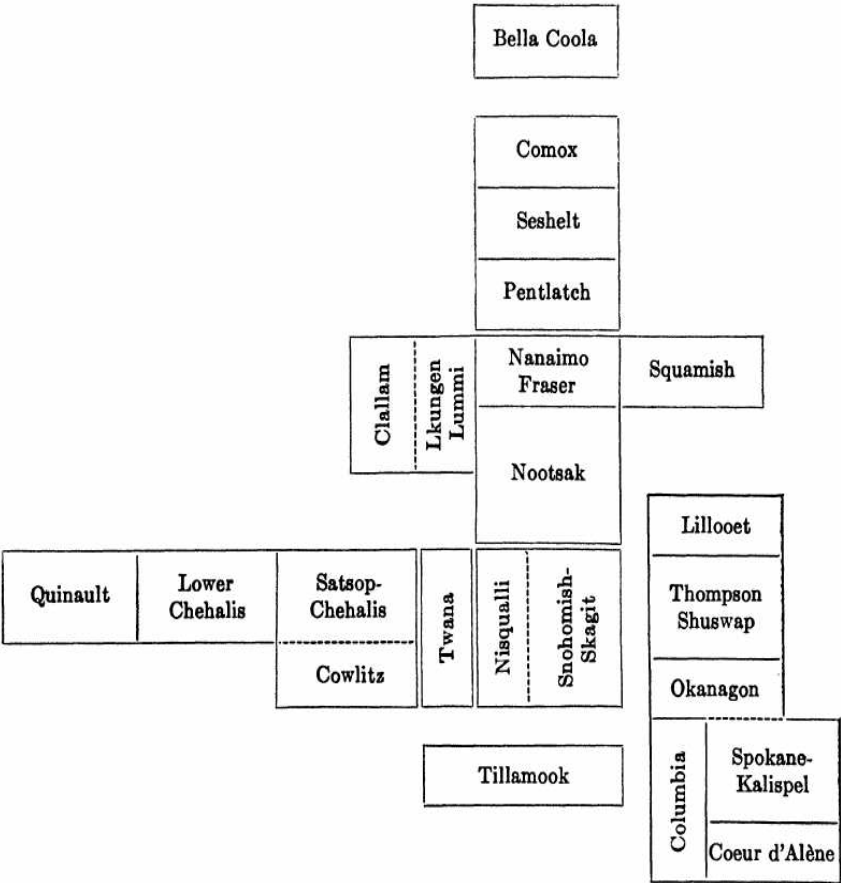 Bella Coola
Comox
Seshelt
Pentlatch
Clallam
Lkungen
Lummi
Nanaimo
Fraser
Squamish
Nootsak
Lillooet
Quinault
Lower
Chehalis
Satsop-
Chehalis
Cowlitz
Twana
Nisqualli
Snohomish-
Skagit
Thompson
Shuswap
Okanagon
Tillamook
Columbia
Spokane-
Kalispel
Coeur d'Alène